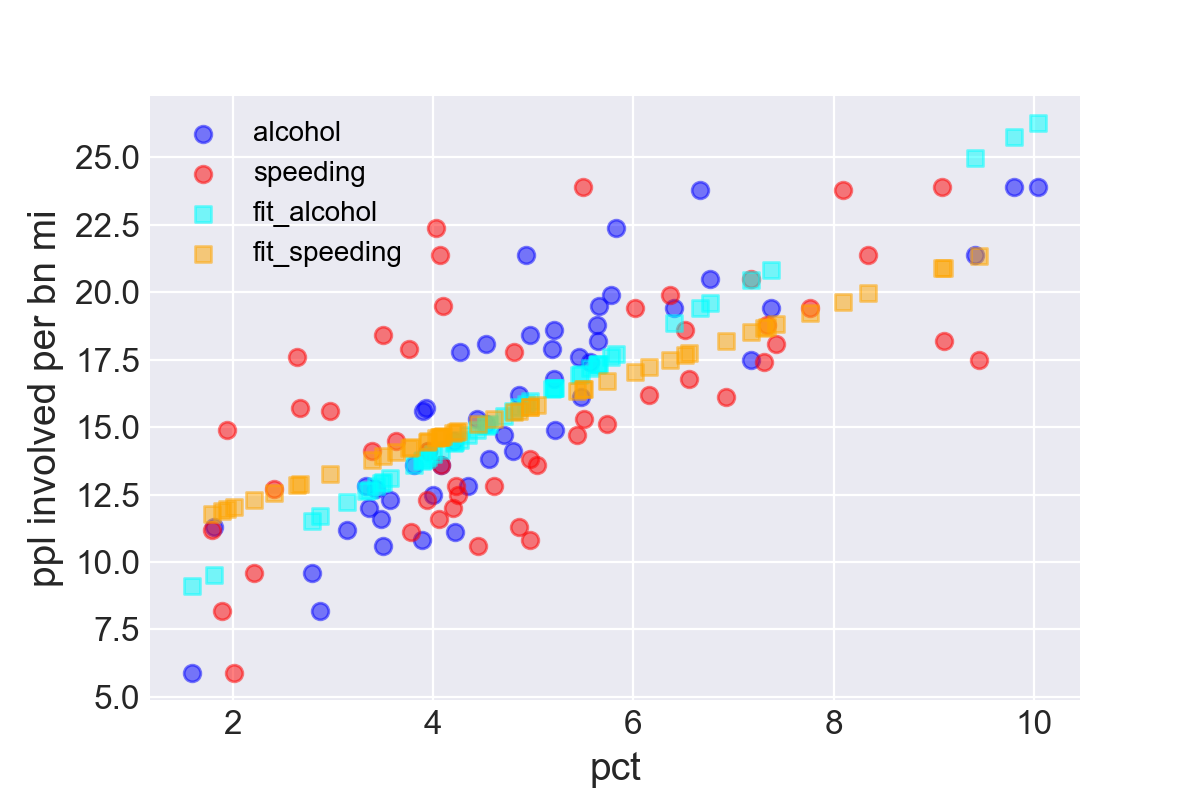 alcohol
speeding
fit_alcohol
fit_speeding
25.0
22.5
20.0
17.5
15.0
12.5
10.0
7.5
5.0
ppl involved per bn mi
2 4 6 8 10
pct